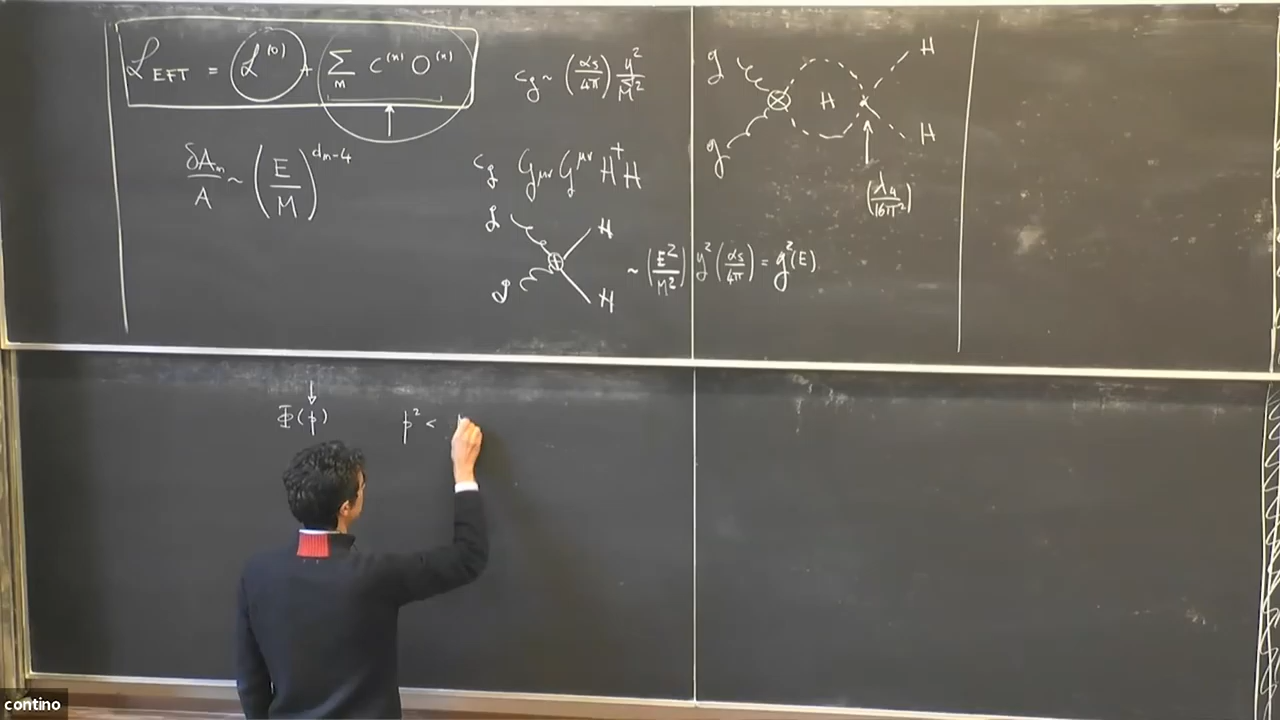 ℒ_EFT = ℒ^(0) + Σ_n c^(n) O^(n)
δA_n / A ~ (E/M)^(d_n-4)
c_g ~ (α_s/4π) y²/M²
c_g G_μν G^μν H†H
g H
g H
~ (E²/M²) y² (α_s/4π) = g²(E)
g H
H
g H
(λ_4/16π²)
Φ(p) p² <
contino